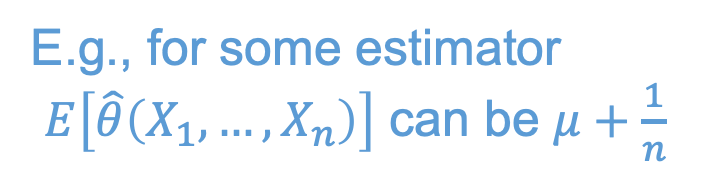 E.g., for some estimator
E[θ̂(X₁, …, Xₙ)] can be μ + 1/n